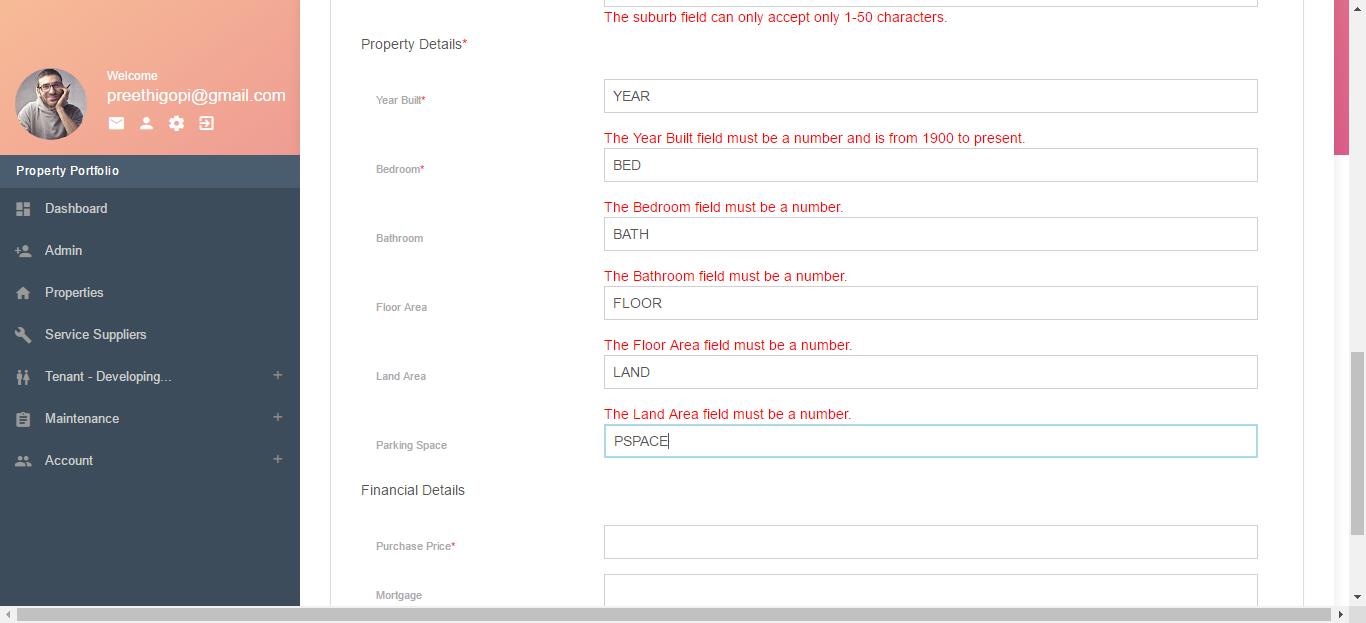 Welcome
preethigopi@gmail.com
Property Portfolio
Dashboard
Admin
Properties
Service Suppliers
Tenant - Developing... +
Maintenance +
Account +
The suburb field can only accept only 1-50 characters.
Property Details*
Year Built* YEAR
The Year Built field must be a number and is from 1900 to present.
Bedroom* BED
The Bedroom field must be a number.
Bathroom BATH
The Bathroom field must be a number.
Floor Area FLOOR
The Floor Area field must be a number.
Land Area LAND
The Land Area field must be a number.
Parking Space PSPACE
Financial Details
Purchase Price*
Mortgage